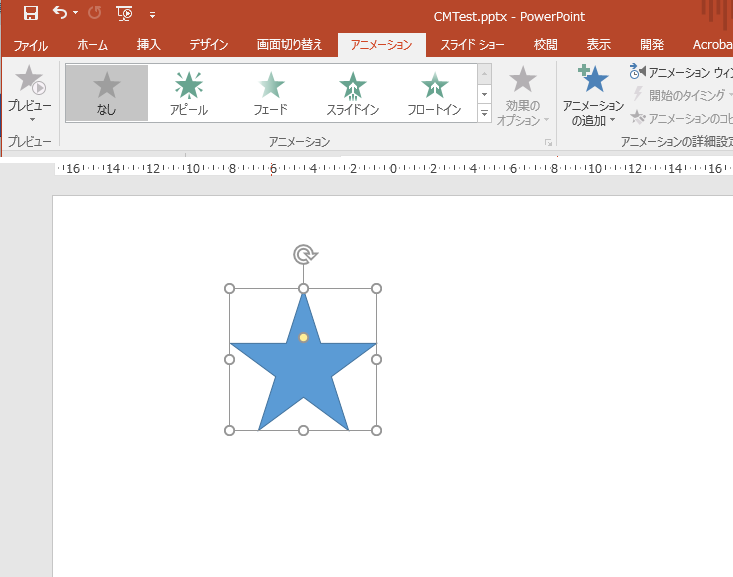 CMTest.pptx - PowerPoint
ファイル ホーム 挿入 デザイン 画面切り替え アニメーション スライド ショー 校閲 表示 開発 Acroba
プレビュー
なし アピール フェード スライドイン フロートイン
効果の
オプション
アニメーション
の追加
アニメーション ウィン
開始のタイミング
アニメーションのコピ
プレビュー アニメーション アニメーションの詳細設定
16 14 12 10 8 6 4 2 0 2 4 6 8 10 12 14 16